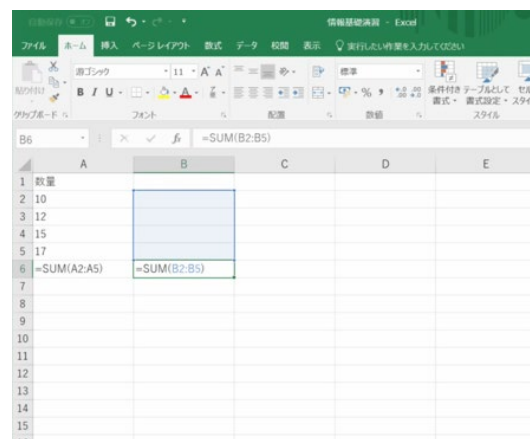 自動保存
情報基礎演習 - Excel
ファイル ホーム 挿入 ページ レイアウト 数式 データ 校閲 表示 実行したい作業を入力してください
游ゴシック 11 A A 標準
貼り付け B I U A % 条件付き 書式 テーブルとして 書式設定
クリップボード フォント 配置 数値 スタイル
B6 fx =SUM(B2:B5)
A B C D E
1 数量
2 10
3 12
4 15
5 17
6 =SUM(A2:A5) =SUM(B2:B5)
7
8
9
10
11
12
13
14
15